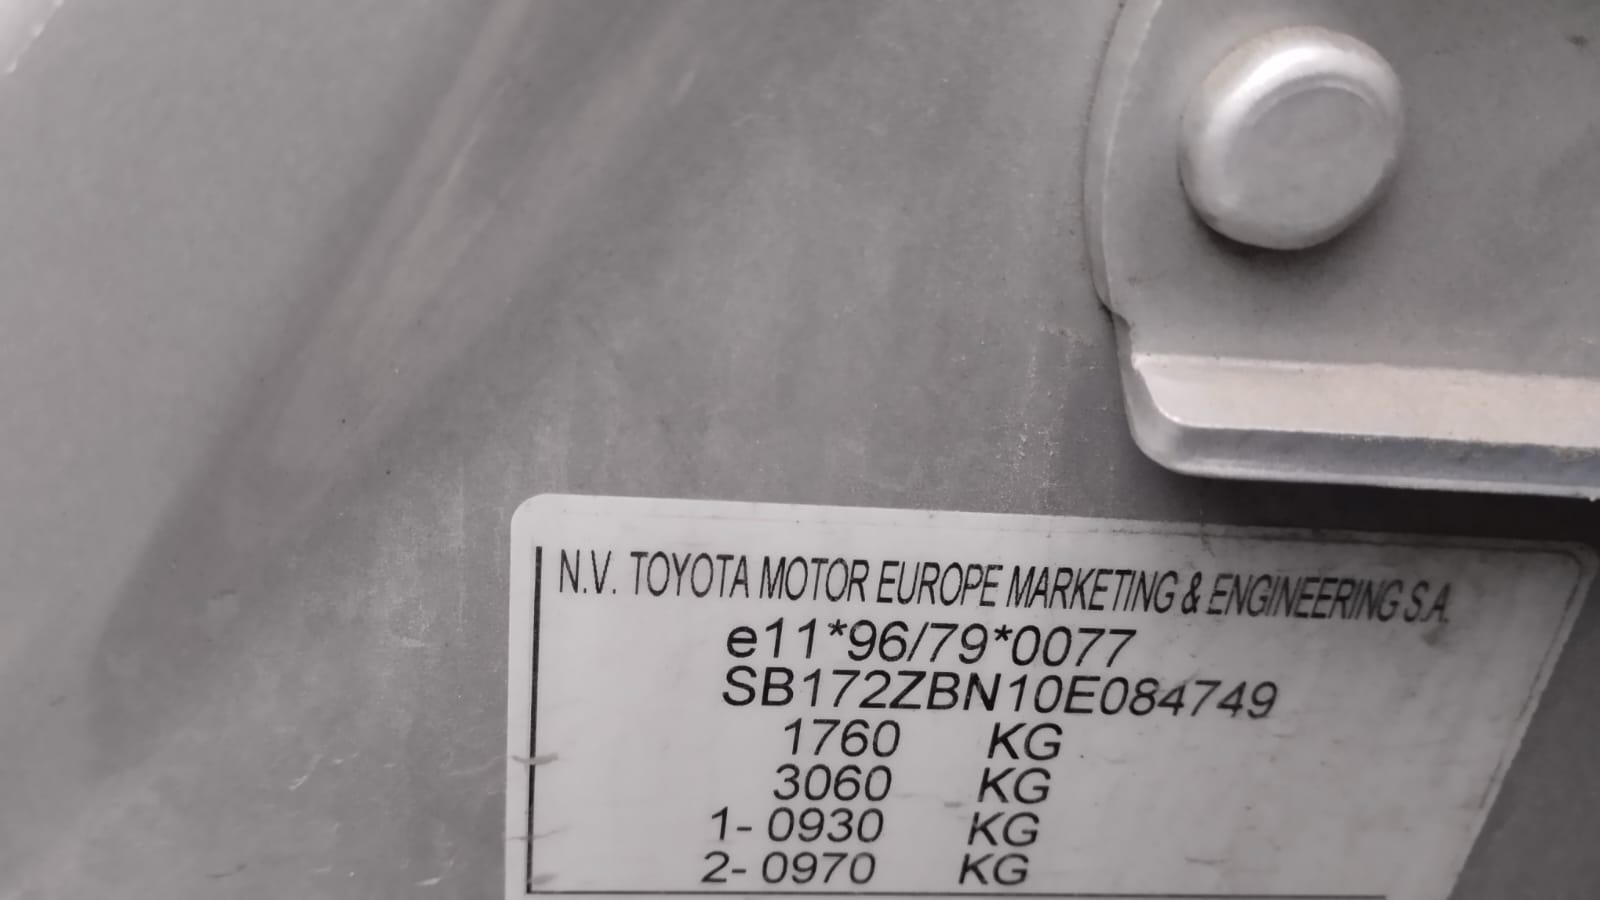 N.V. TOYOTA MOTOR EUROPE MARKETING & ENGINEERING S.A.
e11*96/79*0077
SB172ZBN10E084749
1760 KG
3060 KG
1- 0930 KG
2- 0970 KG